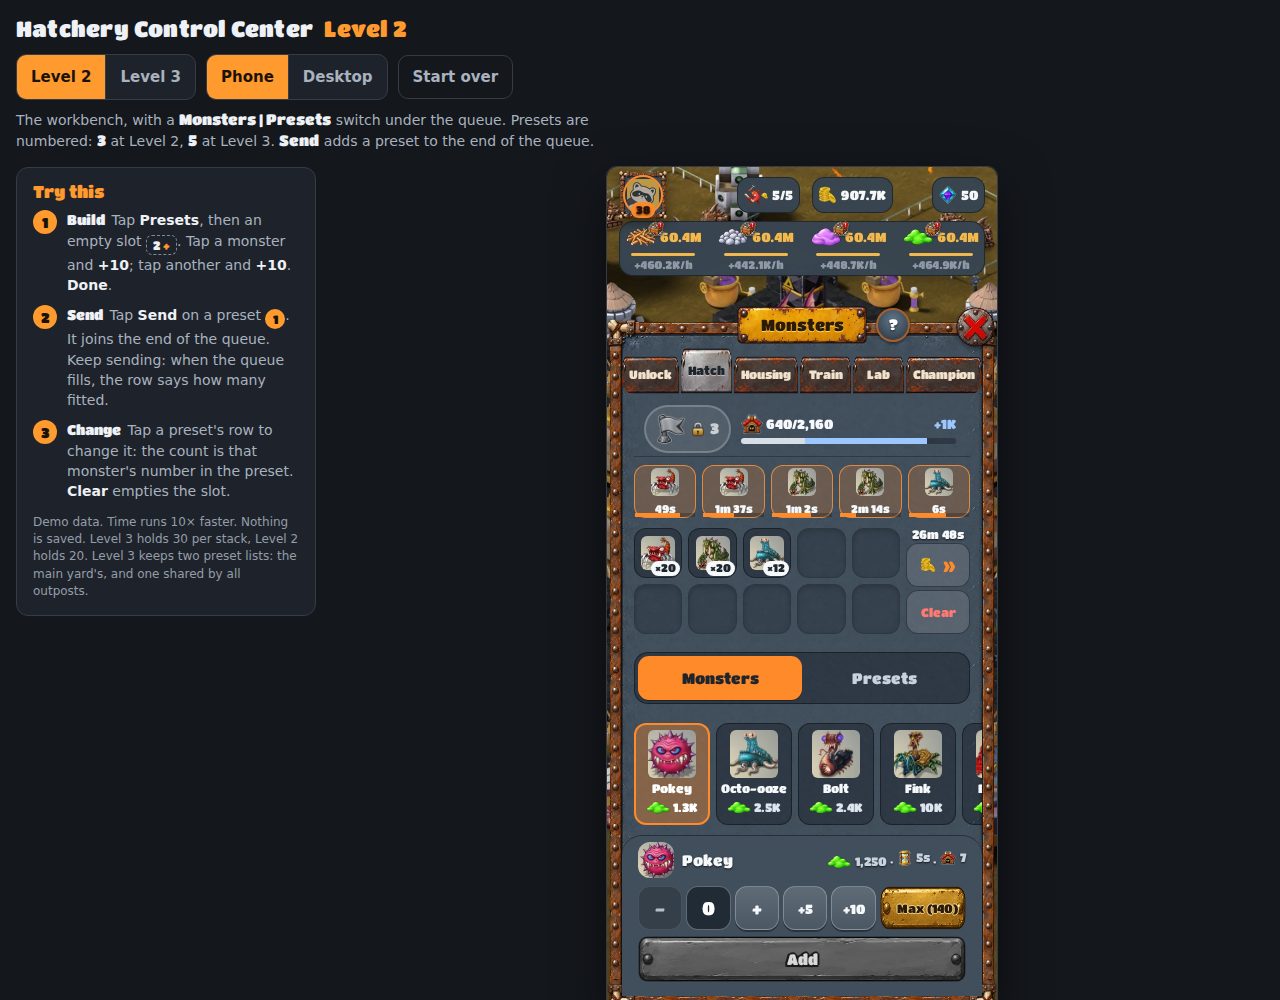 Hatchery Control Center Level 2
Level 2
Level 3
Phone
Desktop
Start over
The workbench, with a Monsters | Presets switch under the queue. Presets are
numbered: 3 at Level 2, 5 at Level 3. Send adds a preset to the end of the queue.
Try this
1 Build Tap Presets, then an
empty slot 2 +. Tap a monster
and +10; tap another and +10.
Done.
2 Send Tap Send on a preset 1.
It joins the end of the queue.
Keep sending: when the queue
fills, the row says how many
fitted.
3 Change Tap a preset's row to
change it: the count is that
monster's number in the preset.
Clear empties the slot.
Demo data. Time runs 10× faster. Nothing
is saved. Level 3 holds 30 per stack, Level 2
holds 20. Level 3 keeps two preset lists: the
main yard's, and one shared by all
outposts.
38
5/5
907.7K
50
60.4M
60.4M
60.4M
60.4M
+460.2K/h
+442.1K/h
+448.7K/h
+464.9K/h
Monsters
?
Unlock
Hatch
Housing
Train
Lab
Champion
3
640/2,160
+1K
49s
1m 37s
1m 2s
2m 14s
6s
×20
×20
×12
26m 48s
Clear
Monsters
Presets
Pokey
Octo-ooze
Bolt
Fink
1.3K
2.5K
2.4K
10K
Pokey
1,250 · 5s · 7
−
0
+
+5
+10
Max (140)
Add